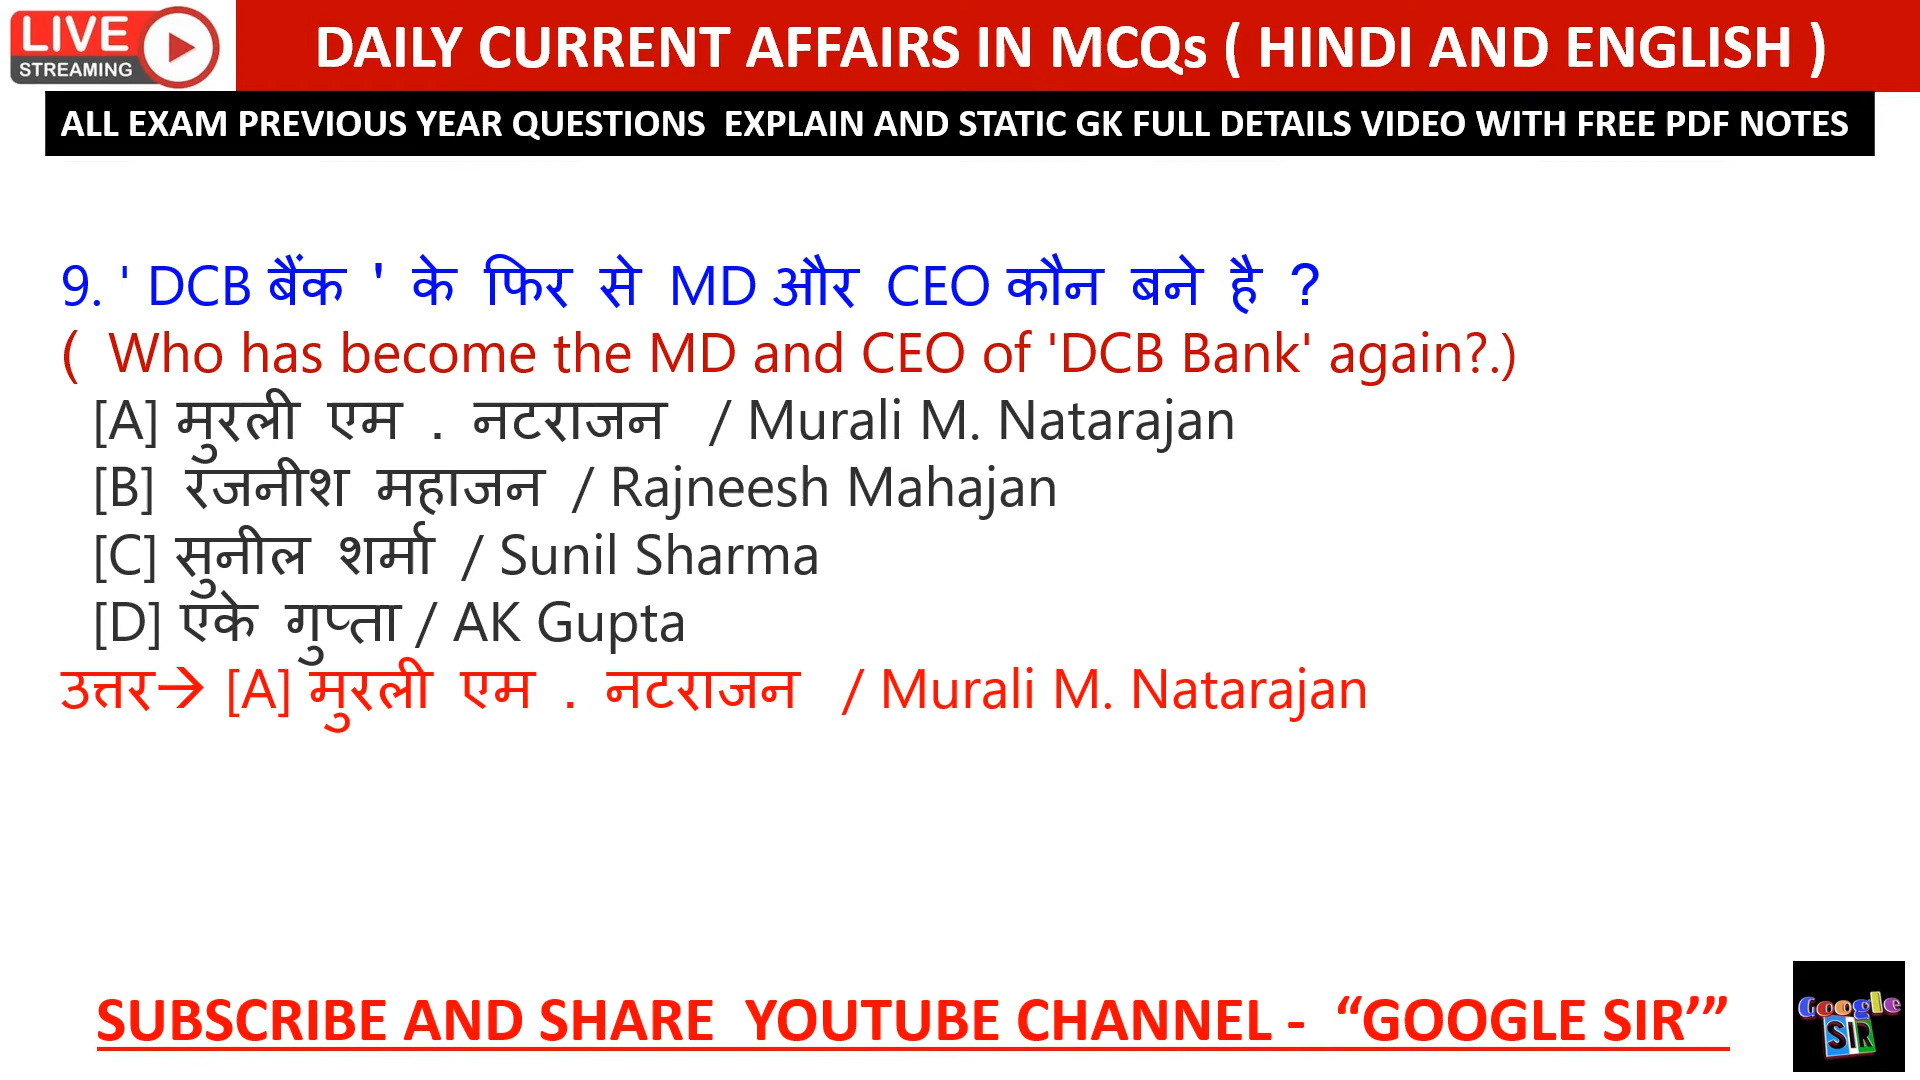 LIVE
STREAMING
DAILY CURRENT AFFAIRS IN MCQs ( HINDI AND ENGLISH )
ALL EXAM PREVIOUS YEAR QUESTIONS EXPLAIN AND STATIC GK FULL DETAILS VIDEO WITH FREE PDF NOTES
9. ' DCB बैंक ' के फिर से MD और CEO कौन बने है ?
( Who has become the MD and CEO of 'DCB Bank' again?.)
[A] मुरली एम . नटराजन / Murali M. Natarajan
[B] रजनीश महाजन / Rajneesh Mahajan
[C] सुनील शर्मा / Sunil Sharma
[D] एके गुप्ता / AK Gupta
उत्तर→ [A] मुरली एम . नटराजन / Murali M. Natarajan
SUBSCRIBE AND SHARE YOUTUBE CHANNEL - “GOOGLE SIR’”
Google
SIR